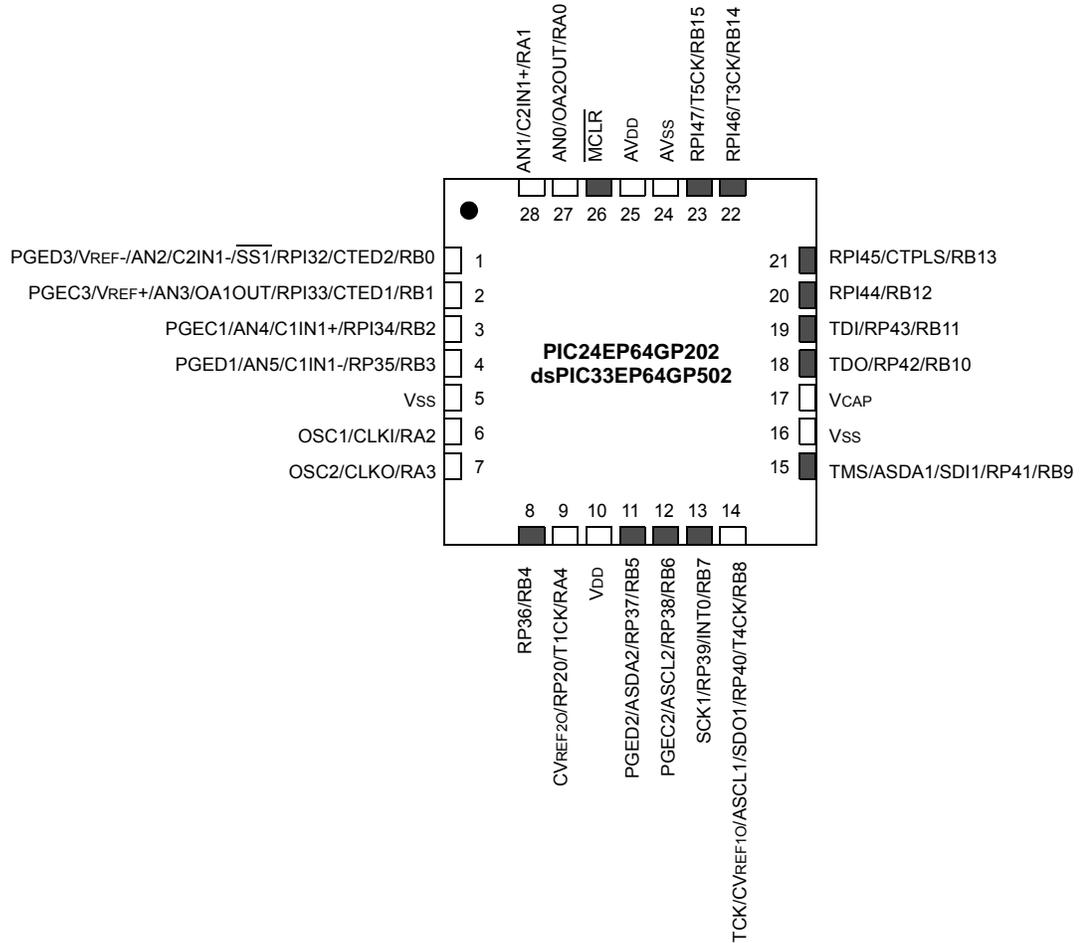 AN1/C2IN1+/RA1
AN0/OA2OUT/RA0
MCLR
AVDD
AVSS
RPI47/T5CK/RB15
RPI46/T3CK/RB14
28 27 26 25 24 23 22
PGED3/VREF-/AN2/C2IN1-/SS1/RPI32/CTED2/RB0 1
PGEC3/VREF+/AN3/OA1OUT/RPI33/CTED1/RB1 2
PGEC1/AN4/C1IN1+/RPI34/RB2 3
PGED1/AN5/C1IN1-/RP35/RB3 4
VSS 5
OSC1/CLKI/RA2 6
OSC2/CLKO/RA3 7
PIC24EP64GP202
dsPIC33EP64GP502
21 RPI45/CTPLS/RB13
20 RPI44/RB12
19 TDI/RP43/RB11
18 TDO/RP42/RB10
17 VCAP
16 VSS
15 TMS/ASDA1/SDI1/RP41/RB9
8 9 10 11 12 13 14
RP36/RB4
CVREF2O/RP20/T1CK/RA4
VDD
PGED2/ASDA2/RP37/RB5
PGEC2/ASCL2/RP38/RB6
SCK1/RP39/INT0/RB7
TCK/CVREF1O/ASCL1/SDO1/RP40/T4CK/RB8